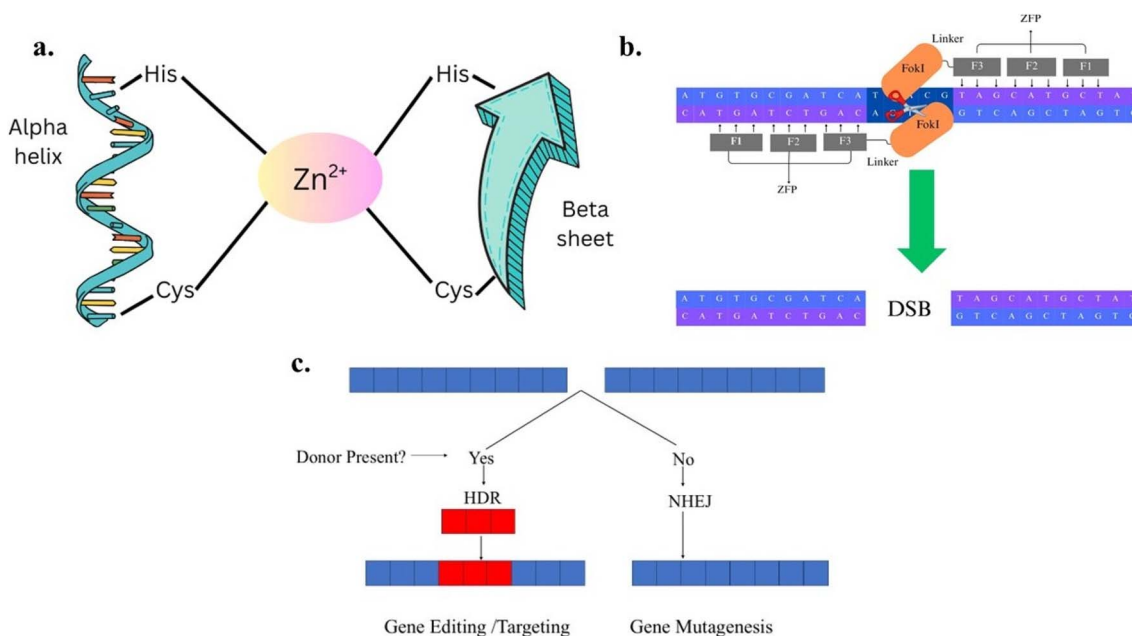 a.
His
His
Alpha
helix
Zn2+
Beta
sheet
Cys
Cys
b.
ZFP
Linker
FokI
F3
F2
F1
A T G T G C G A T C A T C G T A G C A T G C T A
C A T G A T C T G A C A G T C A G C T A G T G
FokI
F1
F2
F3
Linker
ZFP
A T G T G C G A T C A
T A G C A T G C T A T
C A T G A T C T G A C
G T C A G C T A G T G
DSB
c.
Donor Present?
Yes
No
HDR
NHEJ
Gene Editing /Targeting
Gene Mutagenesis